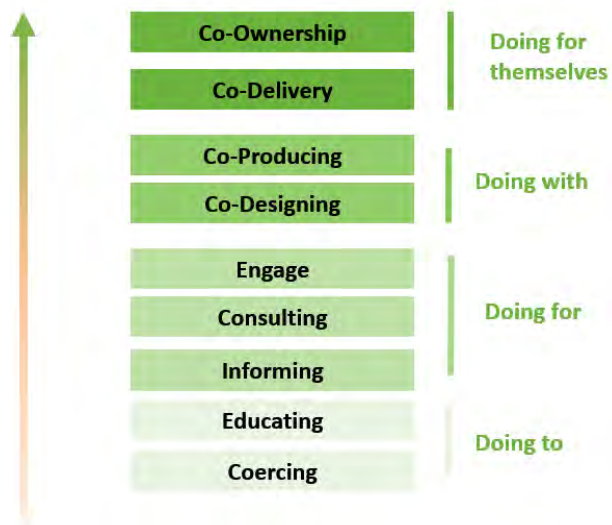 Co-Ownership
Co-Delivery
Doing for
themselves
Co-Producing
Co-Designing
Doing with
Engage
Consulting
Informing
Doing for
Educating
Coercing
Doing to